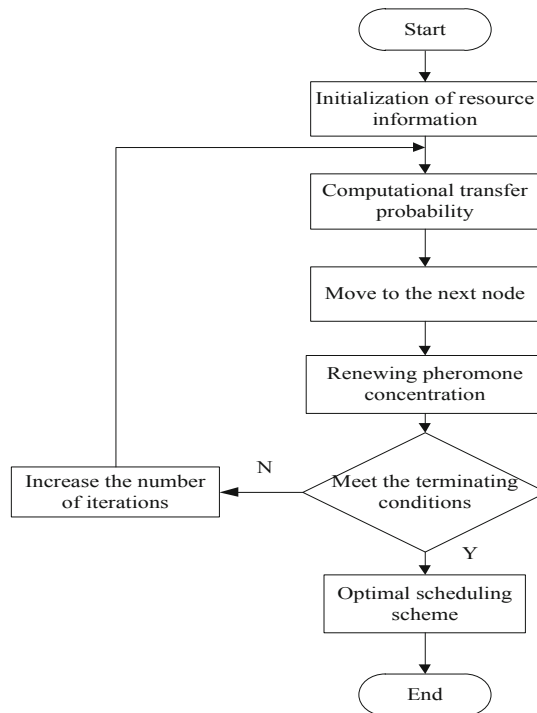 Start
Initialization of resource
information
Computational transfer
probability
Move to the next node
Renewing pheromone
concentration
Meet the terminating
conditions
N
Increase the number
of iterations
Y
Optimal scheduling
scheme
End